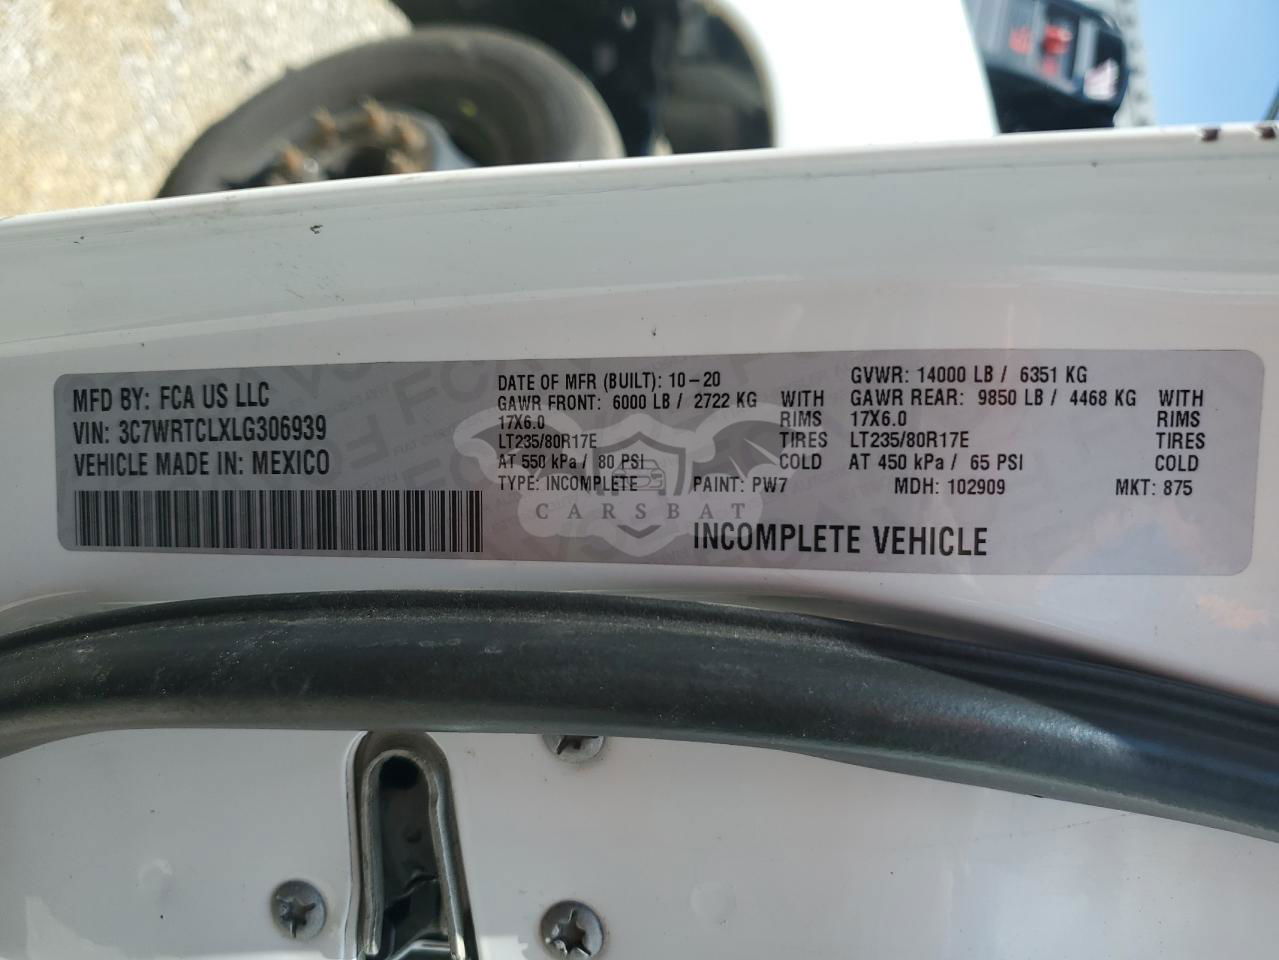 MFD BY: FCA US LLC
VIN: 3C7WRTCLXLG306939
VEHICLE MADE IN: MEXICO
DATE OF MFR (BUILT): 10-20
GVWR: 14000 LB / 6351 KG
GAWR FRONT: 6000 LB / 2722 KG WITH
GAWR REAR: 9850 LB / 4468 KG WITH
17X6.0 RIMS
17X6.0 RIMS
LT235/80R17E TIRES
LT235/80R17E TIRES
AT 550 kPa / 80 PSI COLD
AT 450 kPa / 65 PSI COLD
TYPE: INCOMPLETE PAINT: PW7 MDH: 102909 MKT: 875
INCOMPLETE VEHICLE
CARSBAT